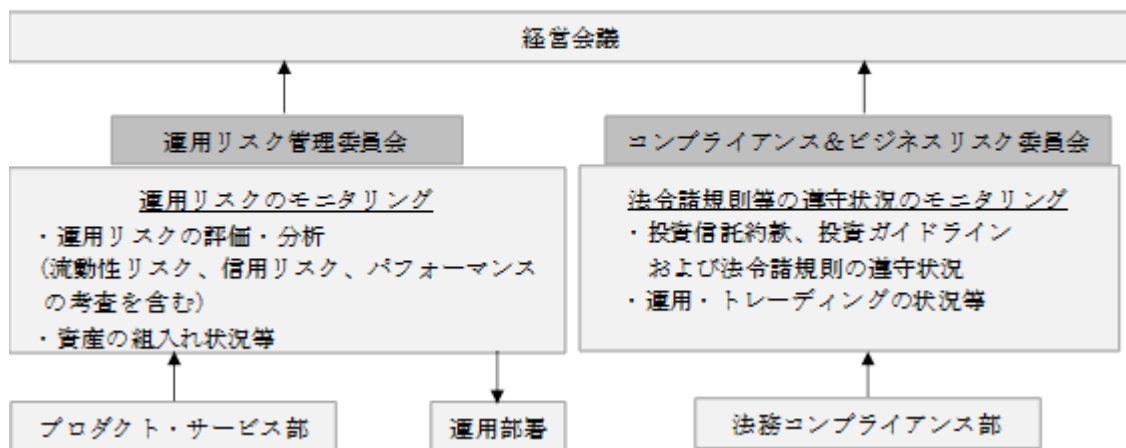 経営会議
運用リスク管理委員会
コンプライアンス＆ビジネスリスク委員会
運用リスクのモニタリング
・運用リスクの評価・分析
(流動性リスク、信用リスク、パフォーマンス
の考査を含む)
・資産の組入れ状況等
法令諸規則等の遵守状況のモニタリング
・投資信託約款、投資ガイドライン
および法令諸規則の遵守状況
・運用・トレーディングの状況等
プロダクト・サービス部
運用部署
法務コンプライアンス部